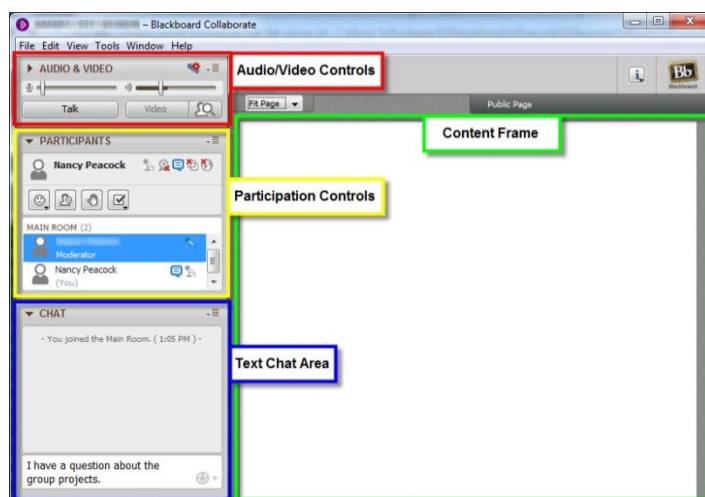 – Blackboard Collaborate
File Edit View Tools Window Help
AUDIO & VIDEO
Talk
Video
Audio/Video Controls
Bb
Blackboard
Fit Page
Public Page
PARTICIPANTS
Nancy Peacock
MAIN ROOM (2)
Moderator
Nancy Peacock
(You)
Participation Controls
Content Frame
CHAT
- You joined the Main Room. ( 1:05 PM ) -
Text Chat Area
I have a question about the
group projects.